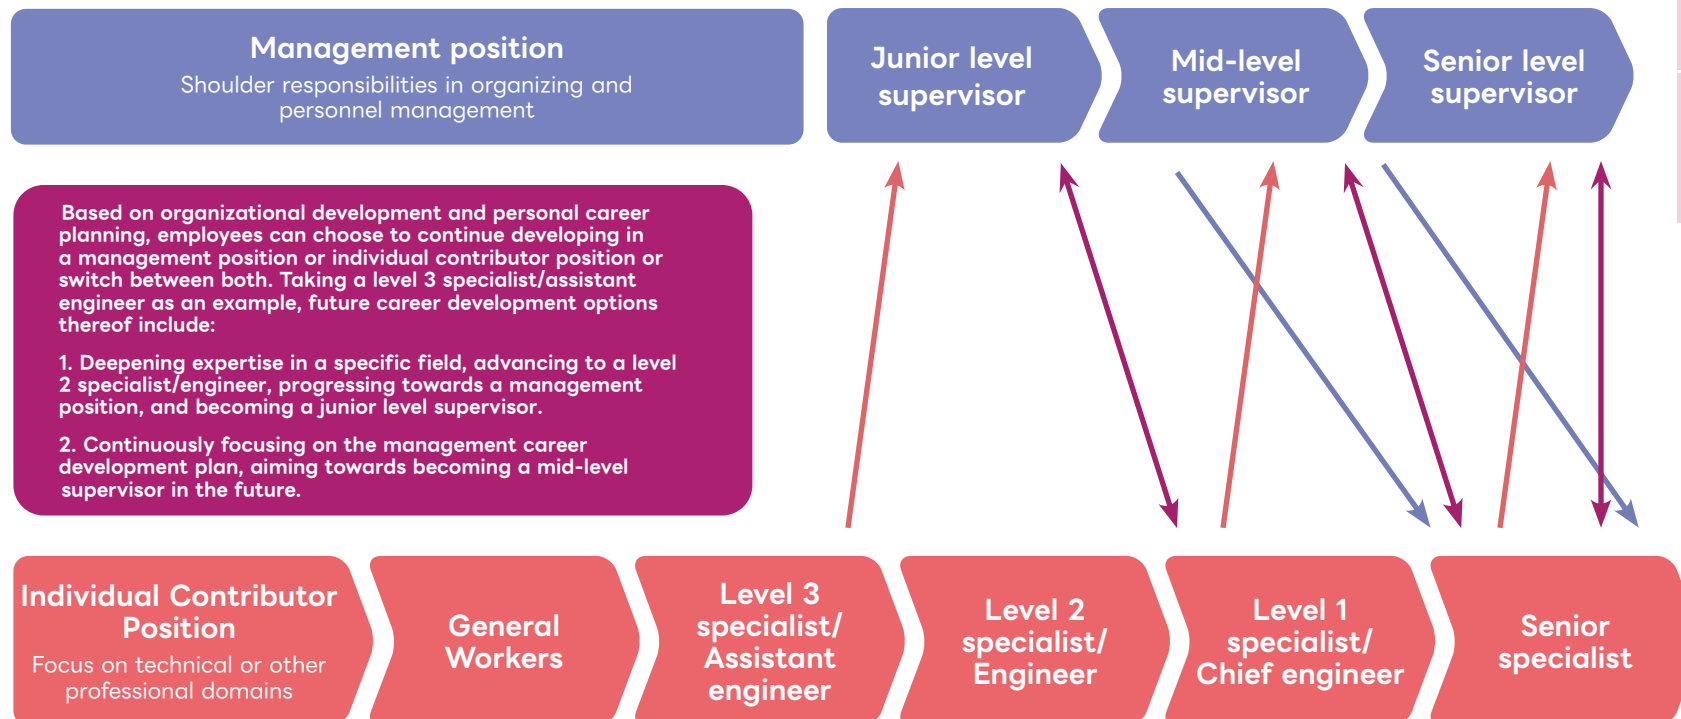 Management position
Shoulder responsibilities in organizing and
personnel management
Junior level
supervisor
Mid-level
supervisor
Senior level
supervisor
Based on organizational development and personal career
planning, employees can choose to continue developing in
a management position or individual contributor position or
switch between both. Taking a level 3 specialist/assistant
engineer as an example, future career development options
thereof include:
1. Deepening expertise in a specific field, advancing to a level
2 specialist/engineer, progressing towards a management
position, and becoming a junior level supervisor.
2. Continuously focusing on the management career
development plan, aiming towards becoming a mid-level
supervisor in the future.
Individual Contributor
Position
Focus on technical or other
professional domains
General
Workers
Level 3
specialist/
Assistant
engineer
Level 2
specialist/
Engineer
Level 1
specialist/
Chief engineer
Senior
specialist